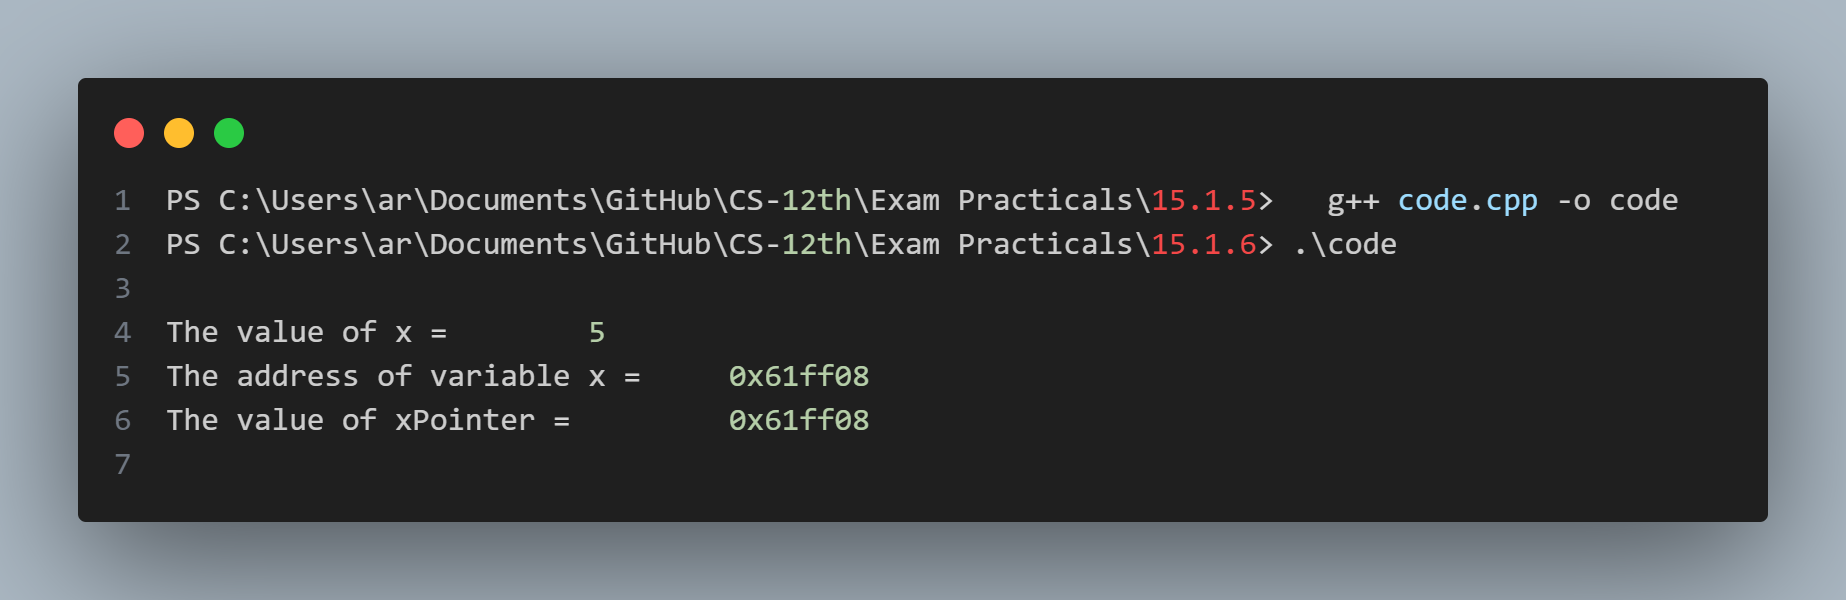 1 PS C:\Users\ar\Documents\GitHub\CS-12th\Exam Practicals\15.1.5>   g++ code.cpp -o code
2 PS C:\Users\ar\Documents\GitHub\CS-12th\Exam Practicals\15.1.6> .\code
3
4 The value of x =        5
5 The address of variable x =     0x61ff08
6 The value of xPointer =         0x61ff08
7